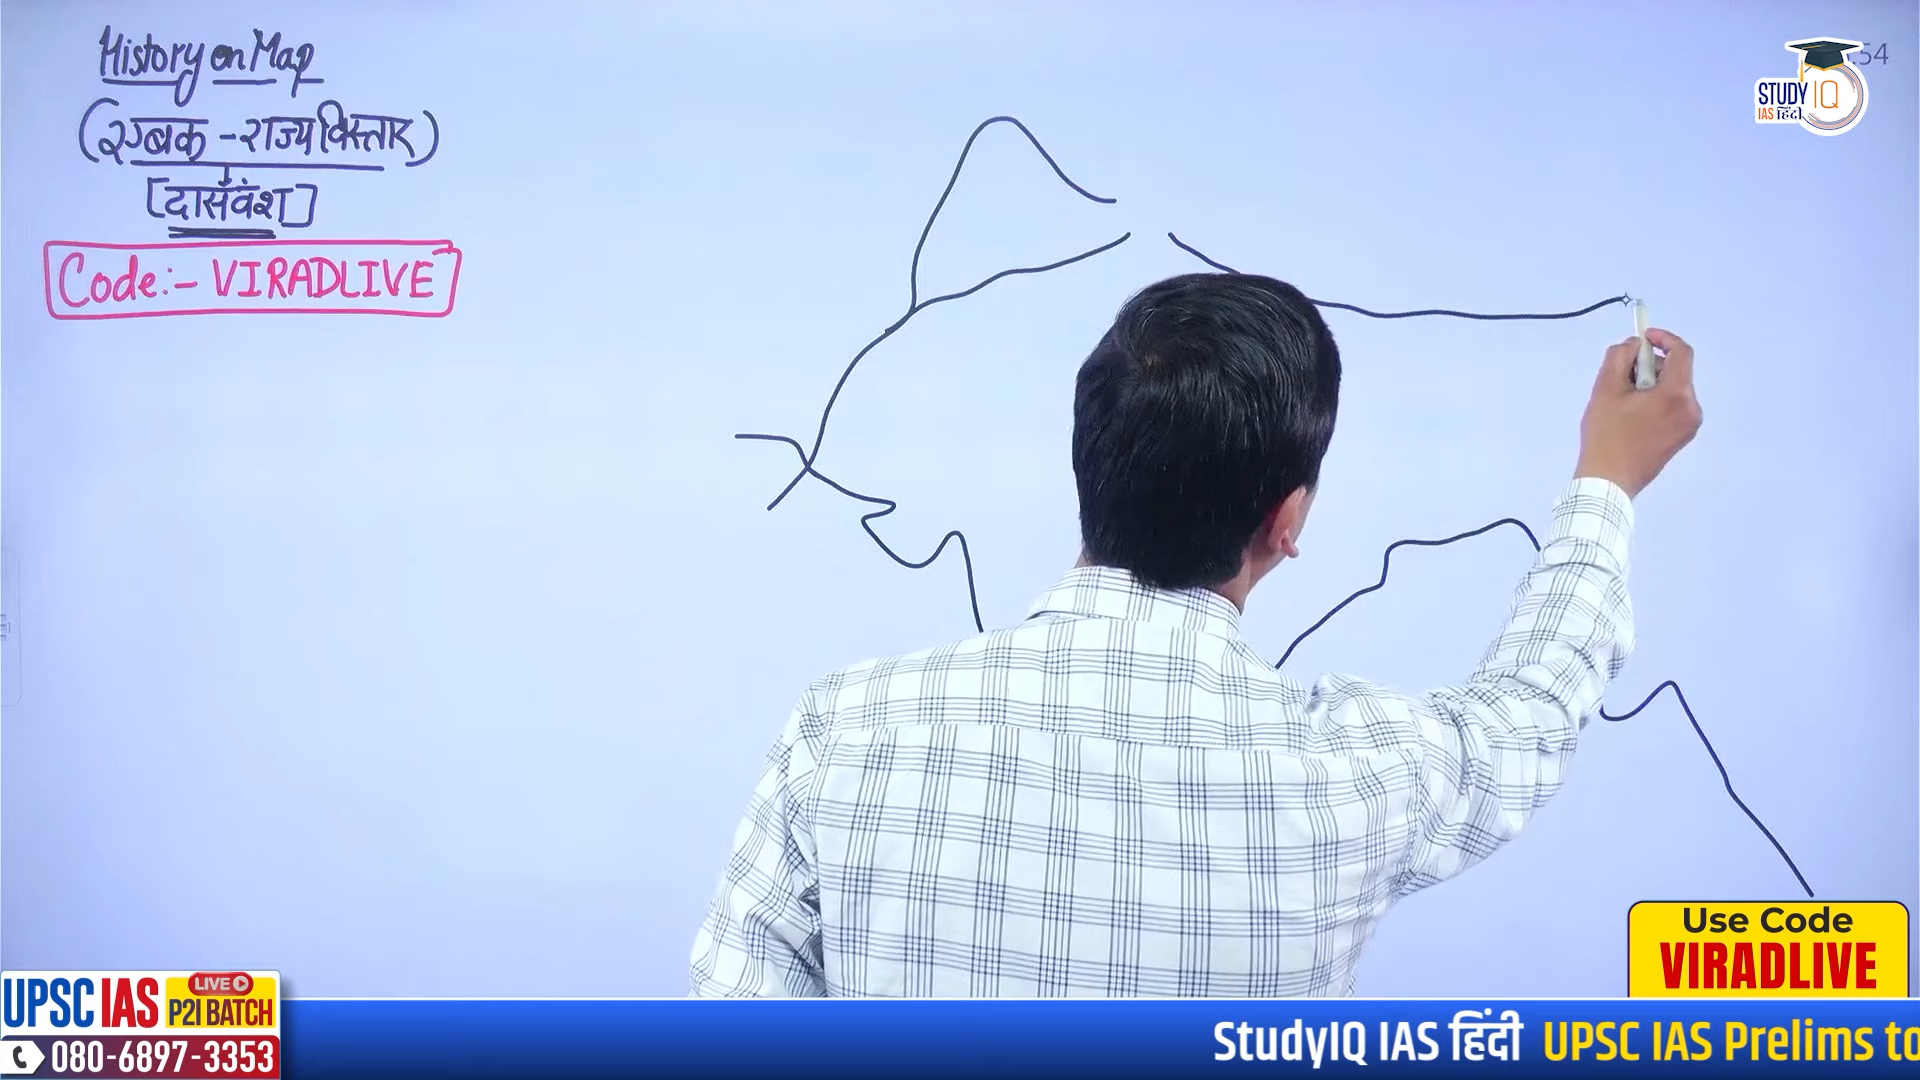 History on Map
(ऐबक - राज्य विस्तार)
[दासवंश]
Code:- VIRADLIVE
:54
STUDY IQ
IAS हिंदी
Use Code
VIRADLIVE
LIVE
UPSC IAS P2I BATCH
080-6897-3353
StudyIQ IAS हिंदी UPSC IAS Prelims to